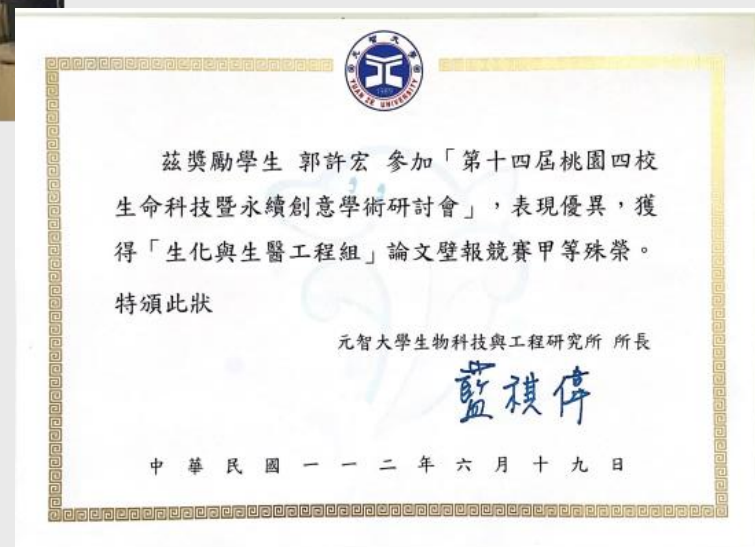 元智大學
YUAN ZE UNIVERSITY
1989
茲獎勵學生 郭許宏 參加「第十四屆桃園四校
生命科技暨永續創意學術研討會」,表現優異,獲
得「生化與生醫工程組」論文壁報競賽甲等殊榮。
特頒此狀
元智大學生物科技與工程研究所 所長
藍祺偉
中華民國一一二年六月十九日